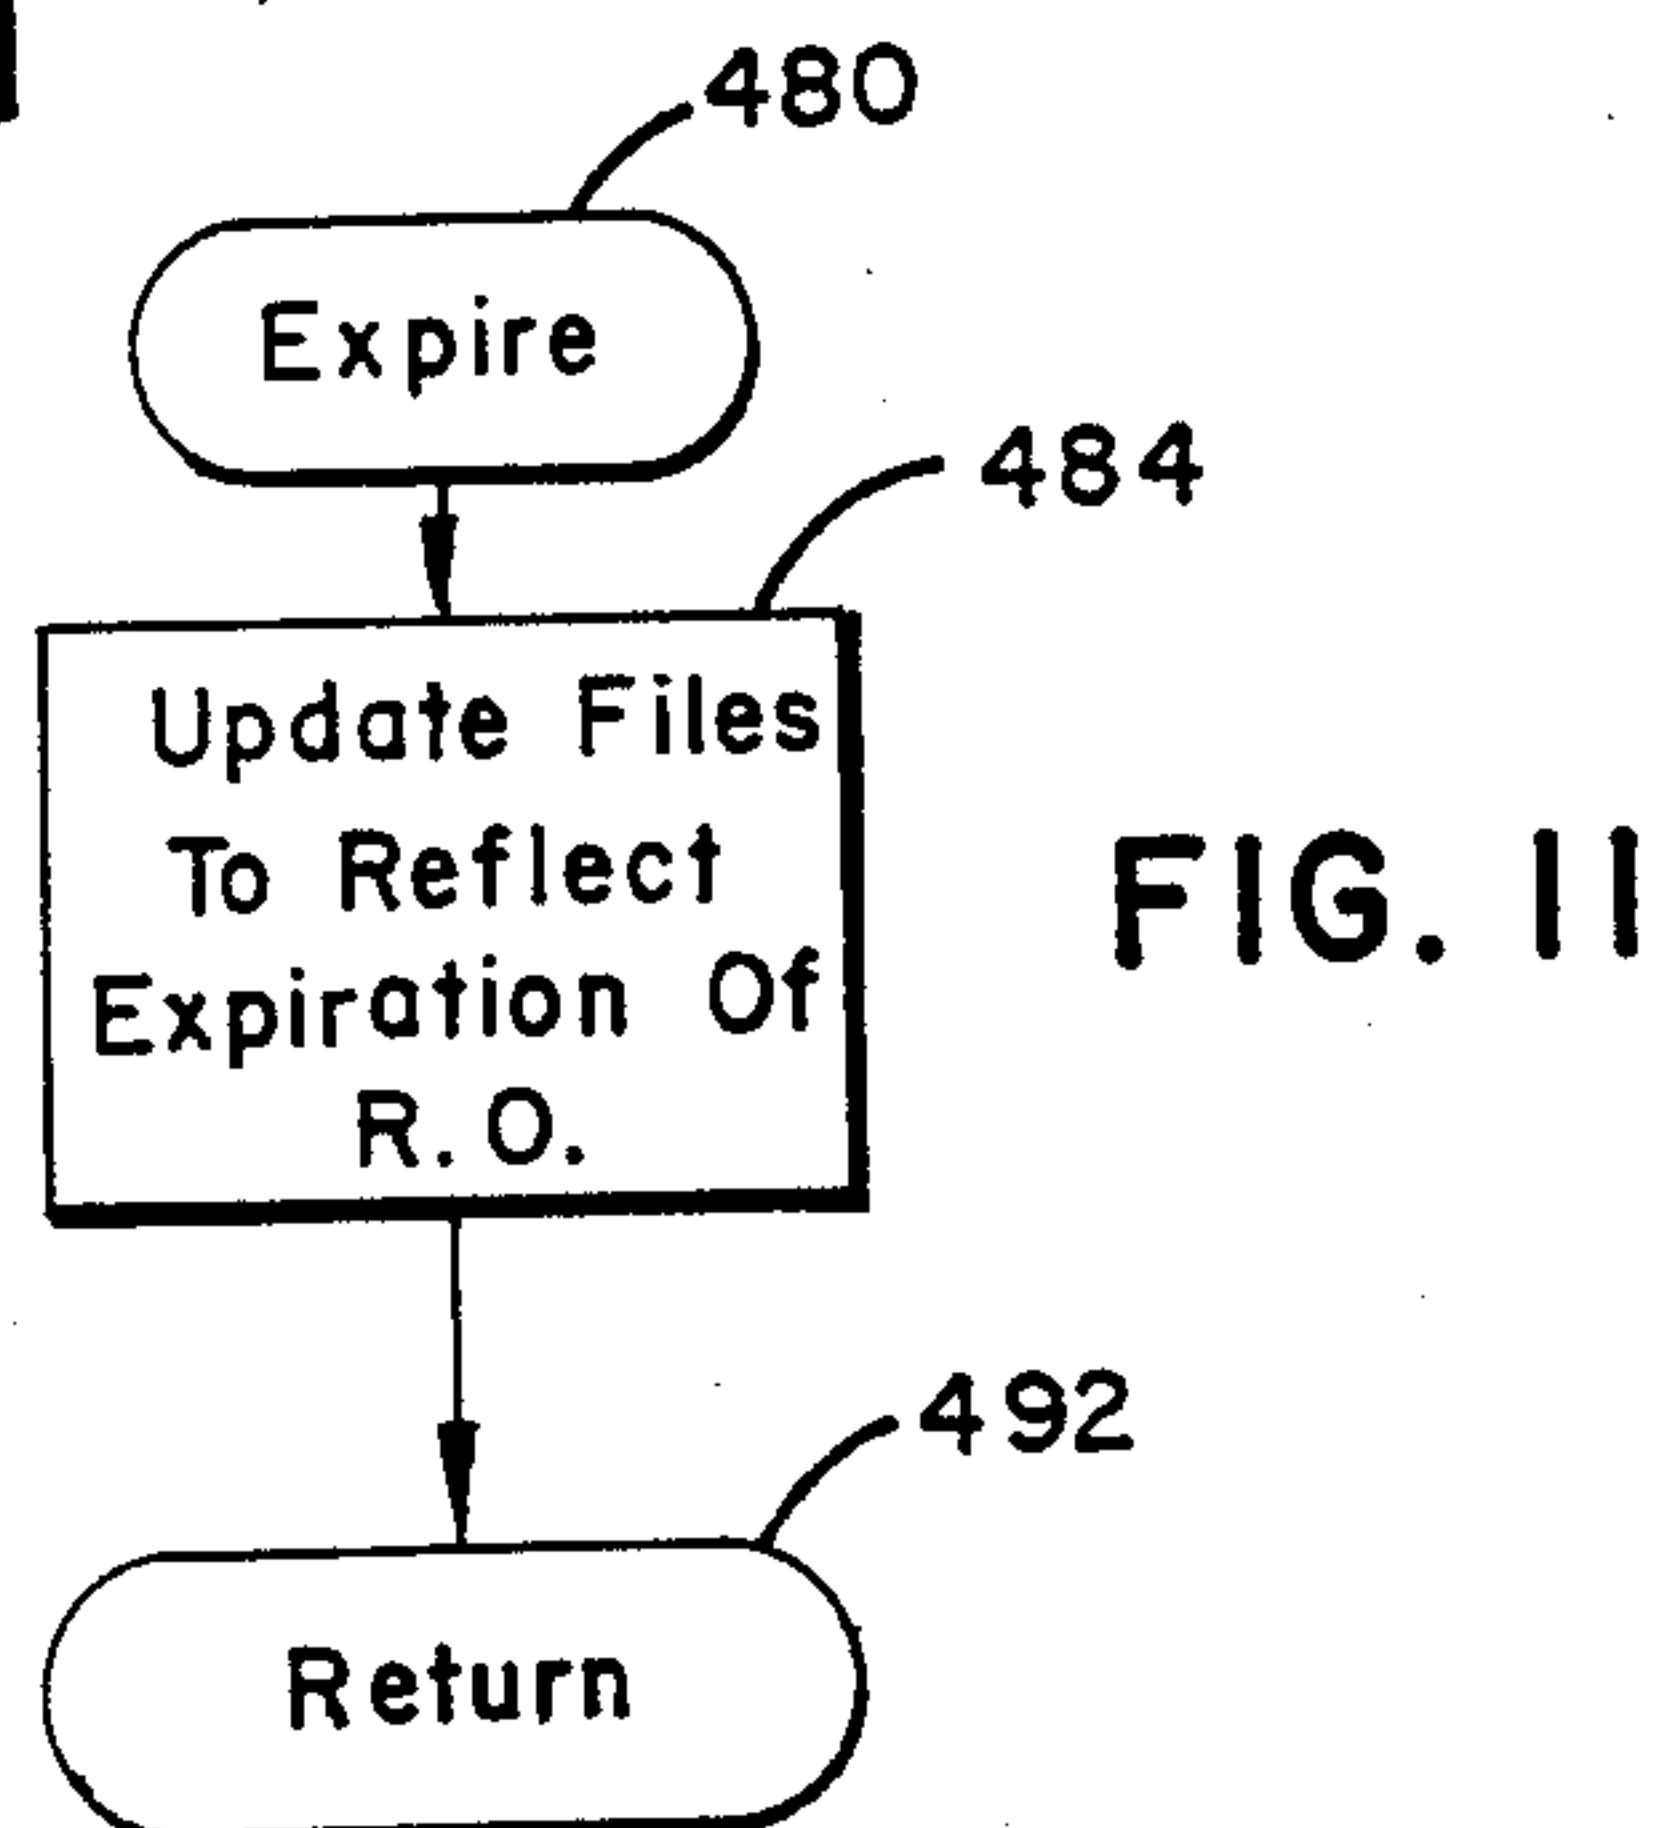 480
Expire
484
Update Files
To Reflect
Expiration Of
R.O.
FIG. 11
492
Return